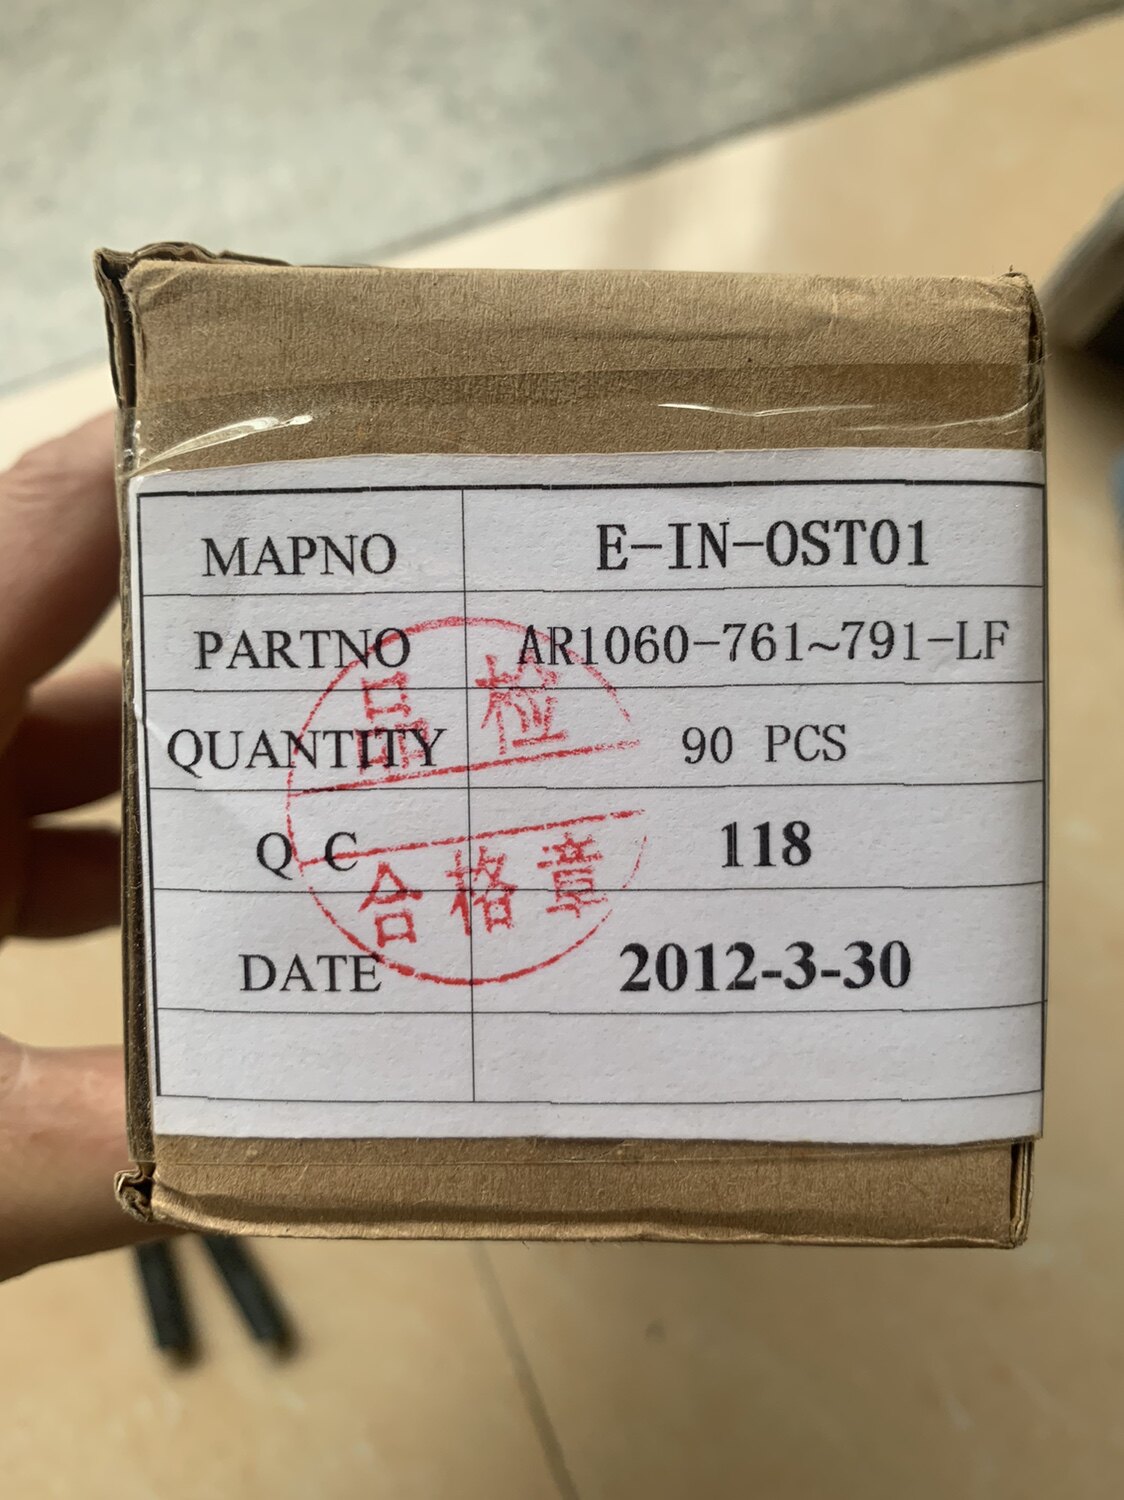 MAPNO E-IN-OST01
PARTNO AR1060-761~791-LF
QUANTITY 90 PCS
Q C 118
DATE 2012-3-30
品 检
合 格 章